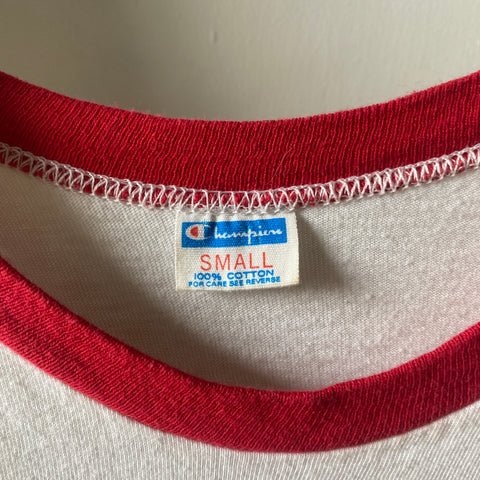 Champion
SMALL
100% COTTON
FOR CARE SEE REVERSE